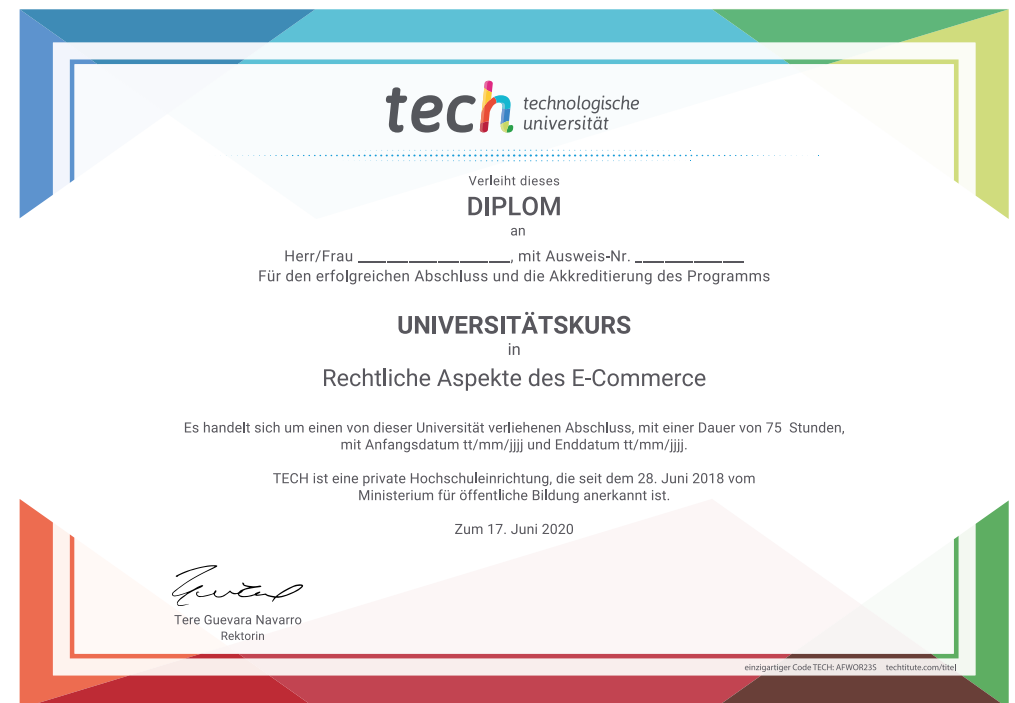 tech technologische
universität
Verleiht dieses
DIPLOM
an
Herr/Frau ____________________, mit Ausweis-Nr. ______________
Für den erfolgreichen Abschluss und die Akkreditierung des Programms
UNIVERSITÄTSKURS
in
Rechtliche Aspekte des E-Commerce
Es handelt sich um einen von dieser Universität verliehenen Abschluss, mit einer Dauer von 75 Stunden,
mit Anfangsdatum tt/mm/jjjj und Enddatum tt/mm/jjjj.
TECH ist eine private Hochschuleinrichtung, die seit dem 28. Juni 2018 vom
Ministerium für öffentliche Bildung anerkannt ist.
Zum 17. Juni 2020
Tere Guevara Navarro
Rektorin
einzigartiger Code TECH: AFWOR23S techtitute.com/titel